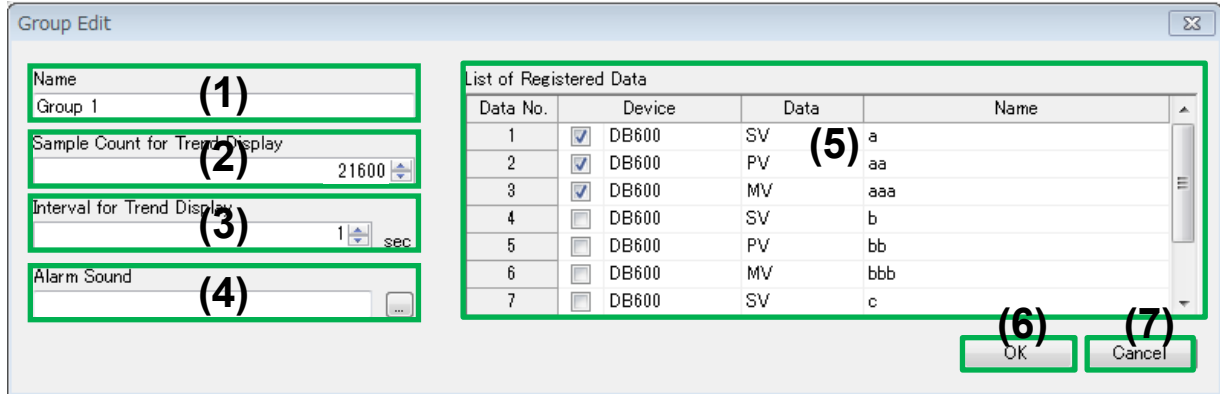 Group Edit
Name
(1)
Group 1
Sample Count for Trend Display
(2)
21600
Interval for Trend Display
(3)
1 sec
Alarm Sound
(4)
...
List of Registered Data
Data No. Device Data Name
(5)
1 DB600 SV a
2 DB600 PV aa
3 DB600 MV aaa
4 DB600 SV b
5 DB600 PV bb
6 DB600 MV bbb
7 DB600 SV c
(6) (7)
OK Cancel